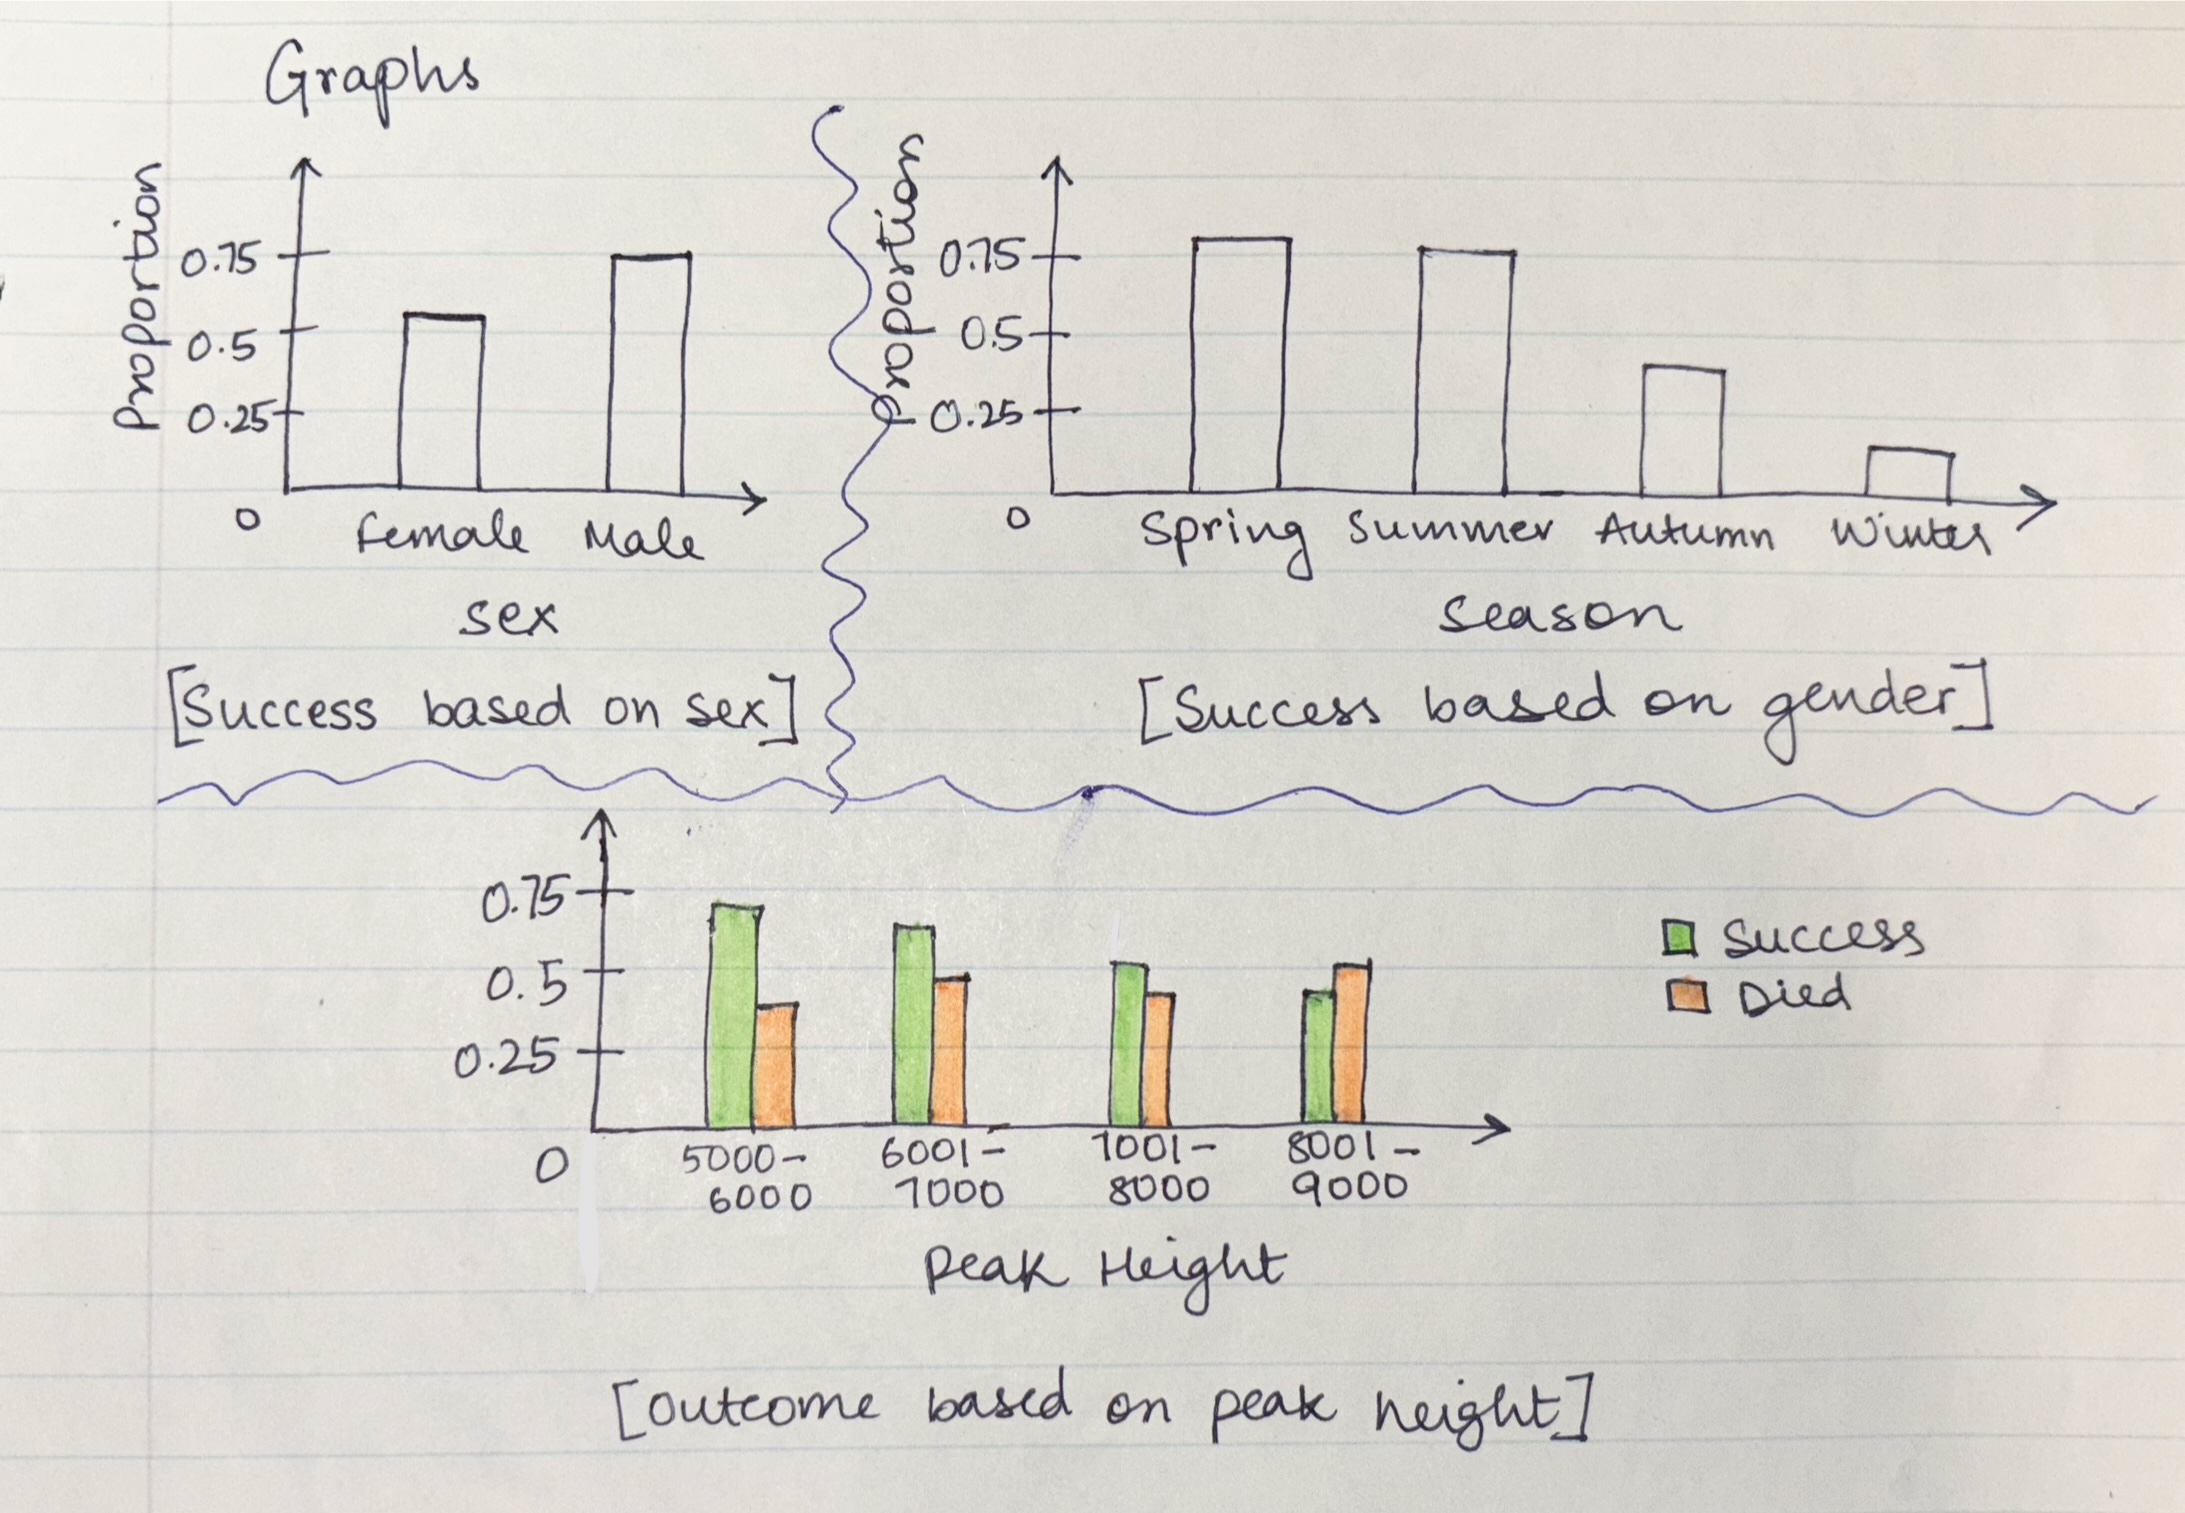 Graphs
Proportion
0.75
0.5
0.25
0
Female Male
Sex
[Success based on sex]
Proportion
0.75
0.5
0.25
0
Spring Summer Autumn Winter
Season
[Success based on gender]
0.75
0.5
0.25
0
5000-
6000
6001-
7000
7001-
8000
8001-
9000
Peak Height
Success
Died
[Outcome based on peak height]